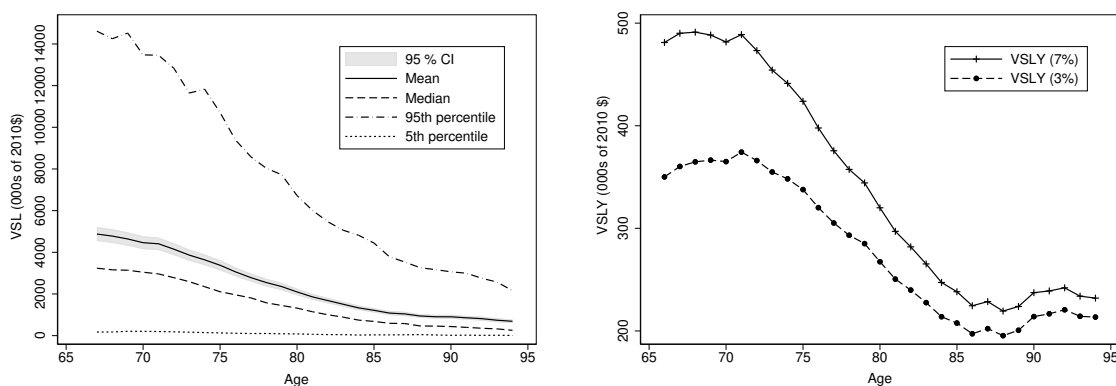 VSL (000s of 2010$)
14000
12000
10000
8000
6000
4000
2000
0
95 % CI
Mean
Median
95th percentile
5th percentile
65 70 75 80 85 90 95
Age
VSLY (000s of 2010 $)
500
400
300
200
VSLY (7%)
VSLY (3%)
65 70 75 80 85 90 95
Age